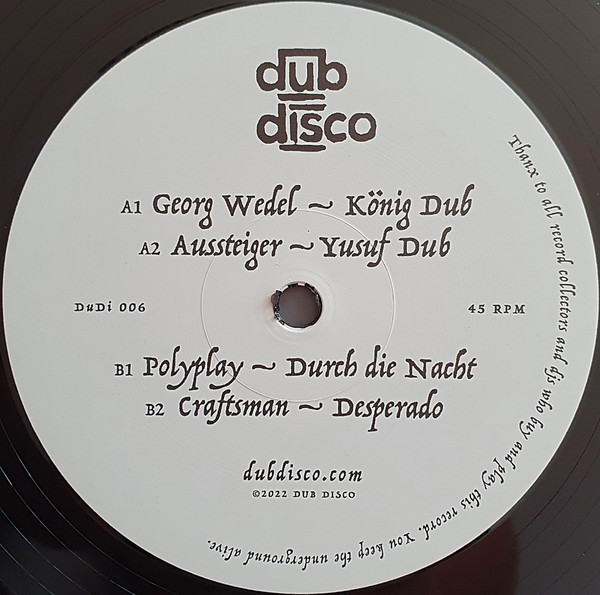 dub
disco
A1 Georg Wedel ~ König Dub
A2 Aussteiger ~ Yusuf Dub
DuDi 006
45 RPM
B1 Polyplay ~ Durch die Nacht
B2 Craftsman ~ Desperado
dubdisco.com
©2022 DUB DISCO
Thanx to all record collectors and djs who buy and play this record. You keep the underground alive.